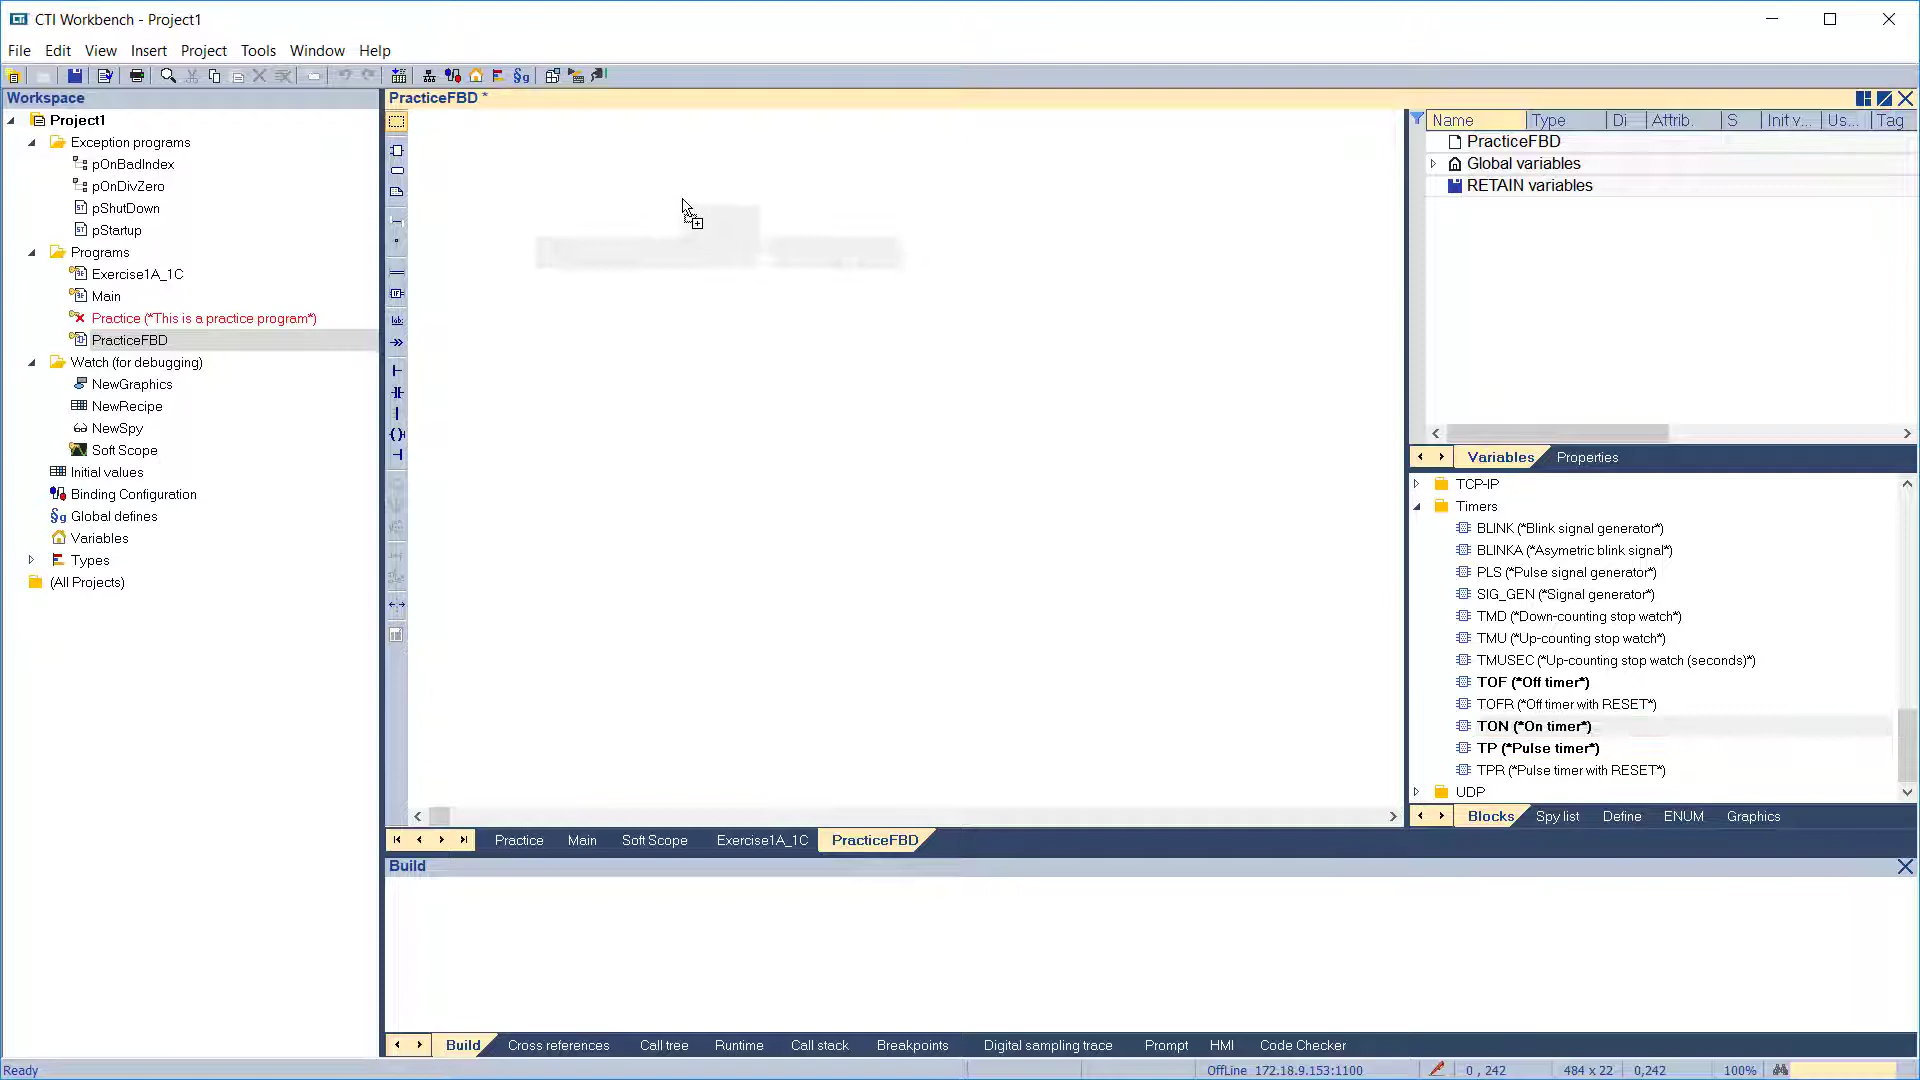 CTI Workbench - Project1
File Edit View Insert Project Tools Window Help
Workspace
Project1
Exception programs
pOnBadIndex
pOnDivZero
pShutDown
pStartup
Programs
Exercise1A_1C
Main
Practice (*This is a practice program*)
PracticeFBD
Watch (for debugging)
NewGraphics
NewRecipe
NewSpy
Soft Scope
Initial values
Binding Configuration
Global defines
Variables
Types
(All Projects)
PracticeFBD *
Practice Main Soft Scope Exercise1A_1C PracticeFBD
Name Type Di Attrib. S Init v... Us... Tag
PracticeFBD
Global variables
RETAIN variables
Variables Properties
TCP-IP
Timers
BLINK (*Blink signal generator*)
BLINKA (*Asymetric blink signal*)
PLS (*Pulse signal generator*)
SIG_GEN (*Signal generator*)
TMD (*Down-counting stop watch*)
TMU (*Up-counting stop watch*)
TMUSEC (*Up-counting stop watch (seconds)*)
TOF (*Off timer*)
TOFR (*Off timer with RESET*)
TON (*On timer*)
TP (*Pulse timer*)
TPR (*Pulse timer with RESET*)
UDP
Blocks Spy list Define ENUM Graphics
Build
Build Cross references Call tree Runtime Call stack Breakpoints Digital sampling trace Prompt HMI Code Checker
Ready OffLine 172.18.9.153:1100 0 , 242 484 x 22 0,242 100%